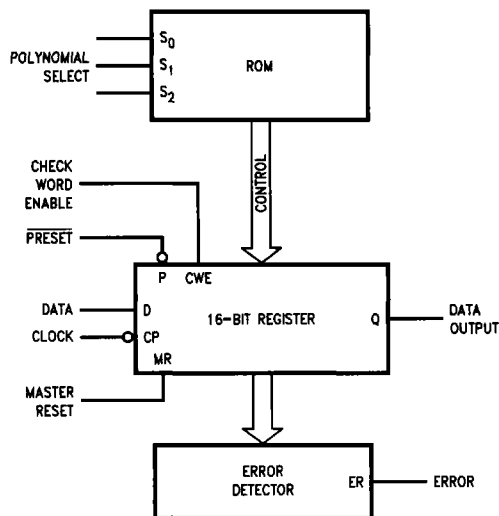 S0
POLYNOMIAL
SELECT
S1
S2
ROM
CONTROL
CHECK
WORD
ENABLE
PRESET
P
CWE
DATA
D
16-BIT REGISTER
Q
DATA
OUTPUT
CLOCK
CP
MR
MASTER
RESET
ERROR
DETECTOR
ER
ERROR